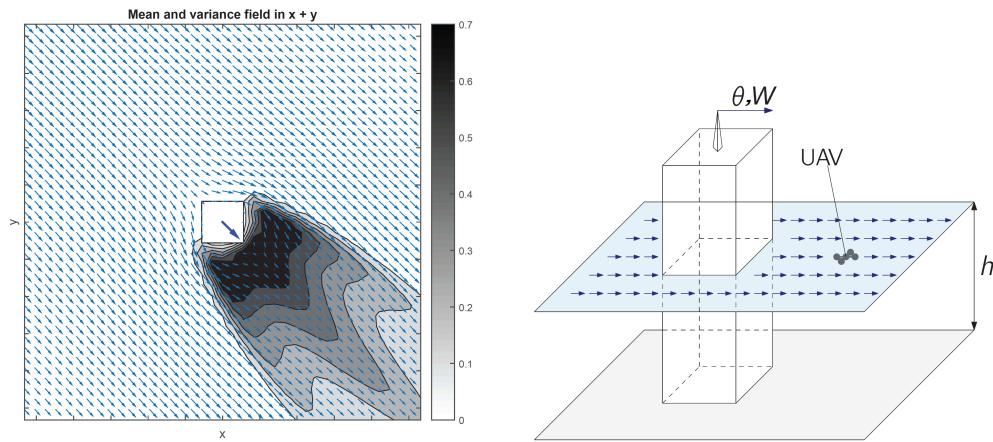 Mean and variance field in x + y
0.7
0.6
0.5
0.4
0.3
0.2
0.1
0
y
x
θ,W
UAV
h